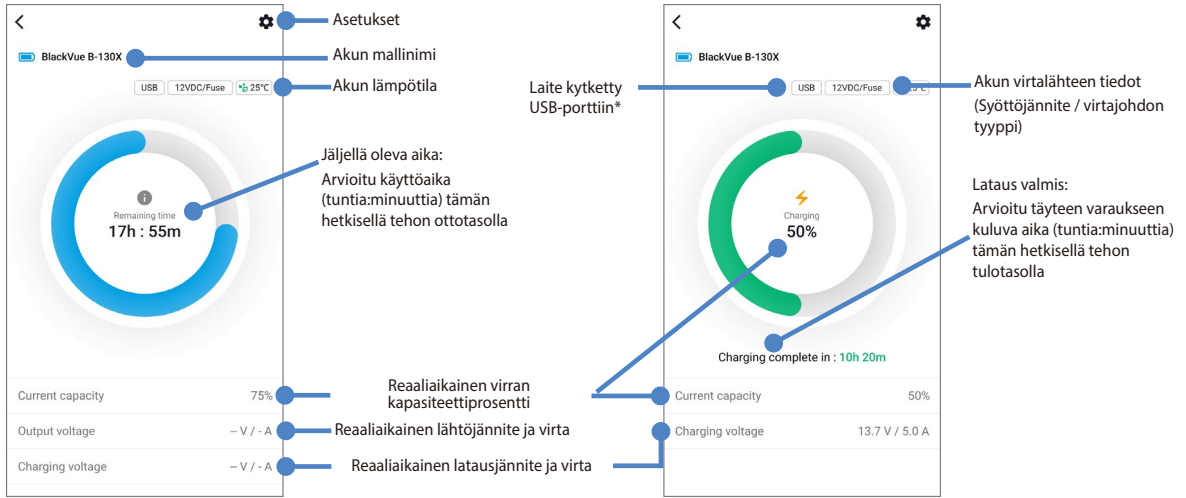 Asetukset
BlackVue B-130X
Akun mallinimi
USB
12VDC/Fuse
25°C
Akun lämpötila
Remaining time
17h : 55m
Jäljellä oleva aika:
Arvioitu käyttöaika
(tuntia:minuuttia) tämän
hetkisellä tehon ottotasolla
Current capacity
75%
Output voltage
-- V / - A
Charging voltage
-- V / - A
Reaaliaikainen virran
kapasiteettiprosentti
Reaaliaikainen lähtöjännite ja virta
Reaaliaikainen latausjännite ja virta
Laite kytketty
USB-porttiin*
BlackVue B-130X
USB
12VDC/Fuse
Akun virtalähteen tiedot
(Syöttöjännite / virtajohdon
tyyppi)
Charging
50%
Lataus valmis:
Arvioitu täyteen varaukseen
kuluva aika (tuntia:minuuttia)
tämän hetkisellä tehon
tulotasolla
Charging complete in : 10h 20m
Current capacity
50%
Charging voltage
13.7 V / 5.0 A